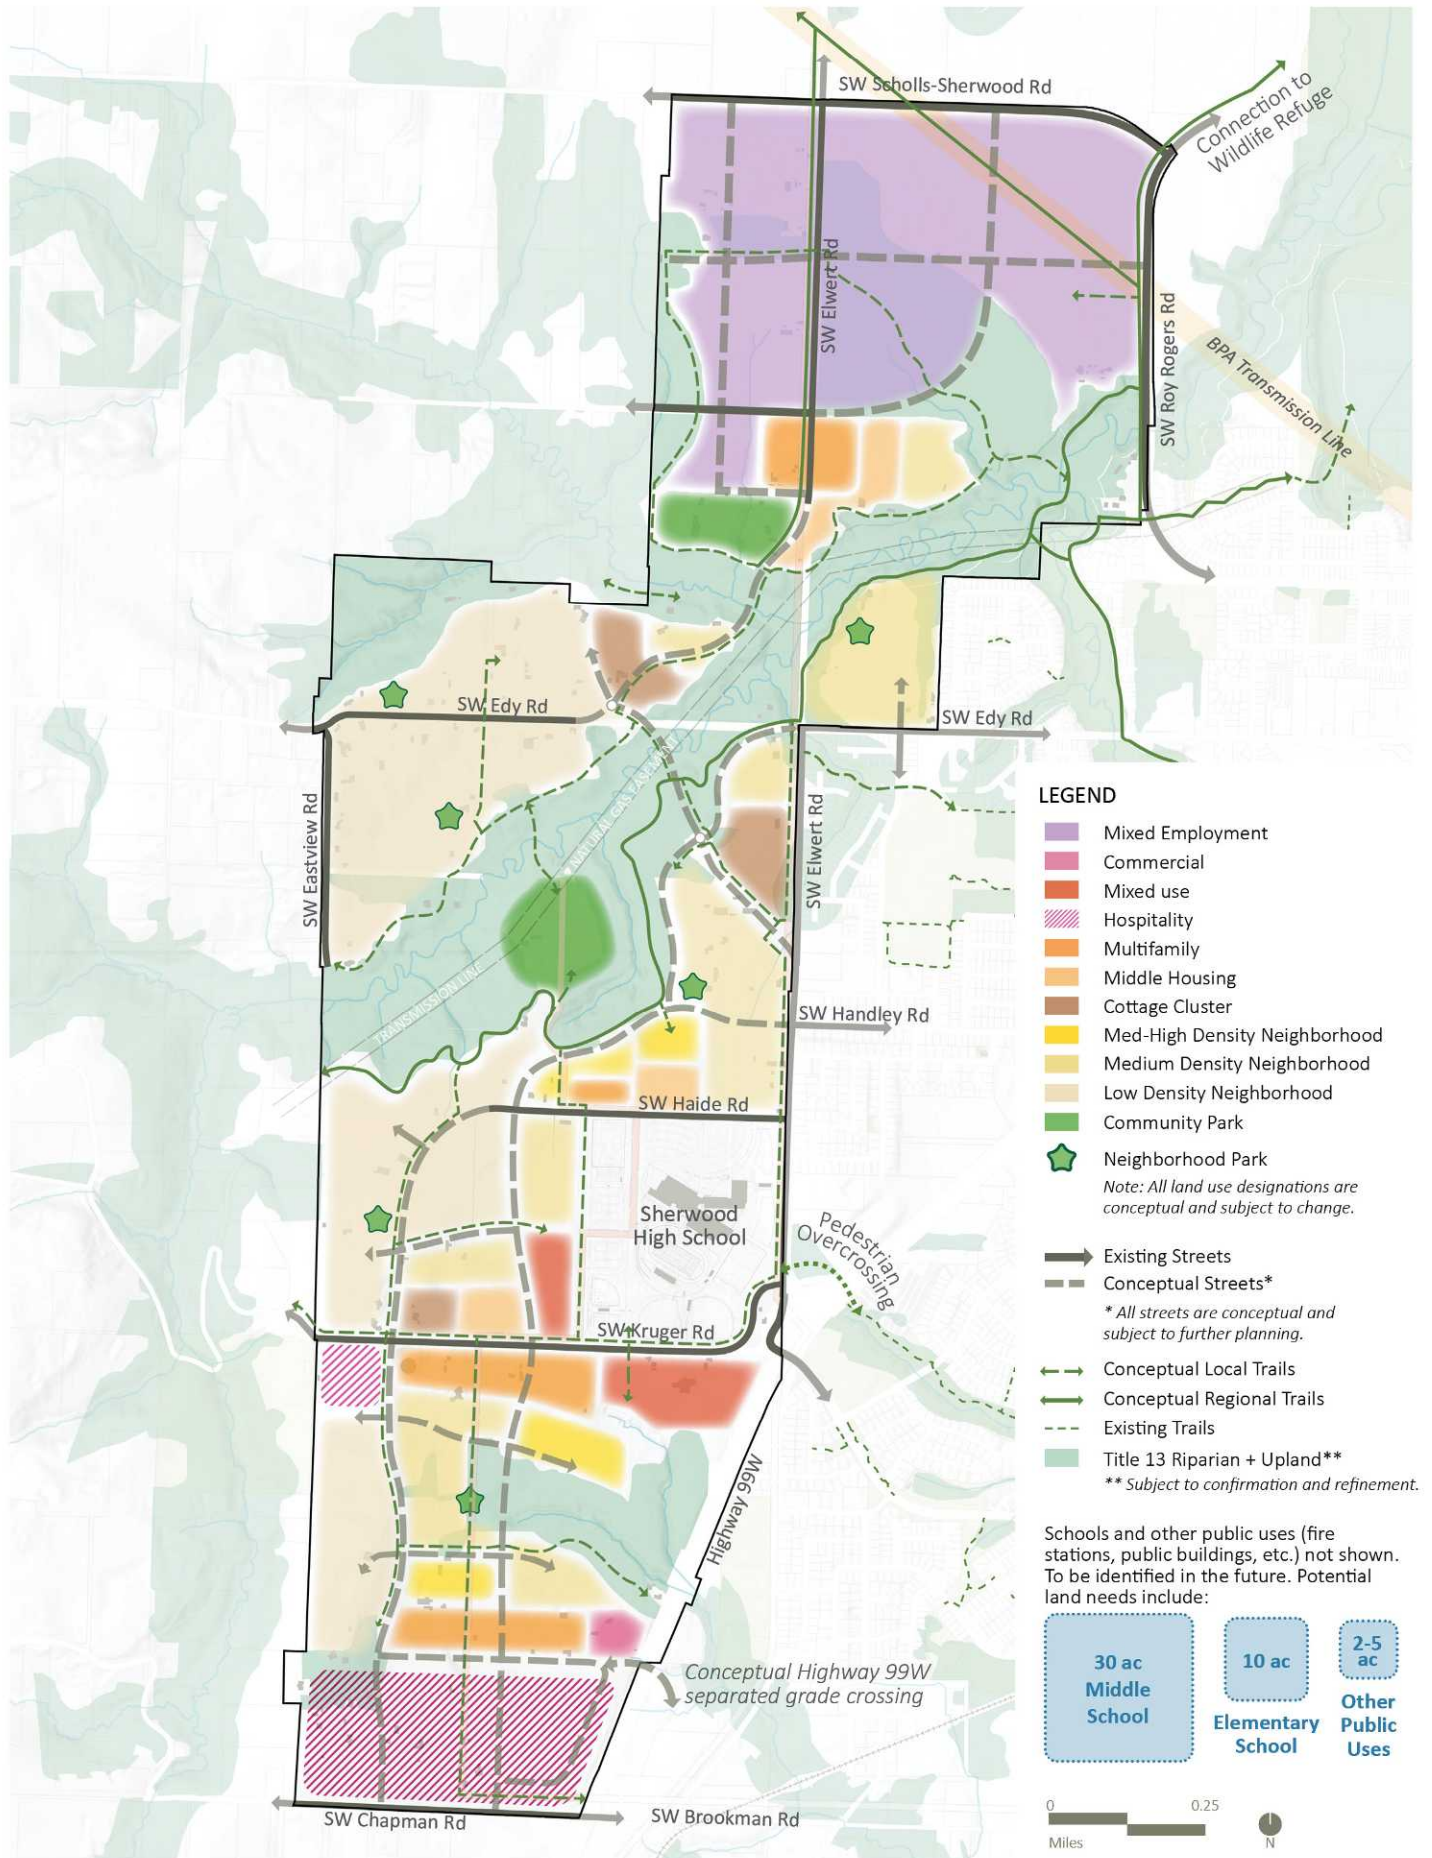 SW Scholls-Sherwood Rd
Connection to
Wildlife Refuge
SW Elwert Rd
SW Roy Rogers Rd
BPA Transmission Line
SW Edy Rd
SW Edy Rd
NATURAL GAS EASEMENT
SW Eastview Rd
SW Elwert Rd
TRANSMISSION LINE
SW Handley Rd
SW Haide Rd
Sherwood
High School
Pedestrian
Overcrossing
SW Kruger Rd
Highway 99W
Conceptual Highway 99W
separated grade crossing
SW Chapman Rd
SW Brookman Rd
LEGEND
Mixed Employment
Commercial
Mixed use
Hospitality
Multifamily
Middle Housing
Cottage Cluster
Med-High Density Neighborhood
Medium Density Neighborhood
Low Density Neighborhood
Community Park
Neighborhood Park
Note: All land use designations are
conceptual and subject to change.
Existing Streets
Conceptual Streets*
* All streets are conceptual and
subject to further planning.
Conceptual Local Trails
Conceptual Regional Trails
Existing Trails
Title 13 Riparian + Upland**
** Subject to confirmation and refinement.
Schools and other public uses (fire
stations, public buildings, etc.) not shown.
To be identified in the future. Potential
land needs include:
30 ac
Middle
School
10 ac
Elementary
School
2-5
ac
Other
Public
Uses
0 0.25
Miles
N